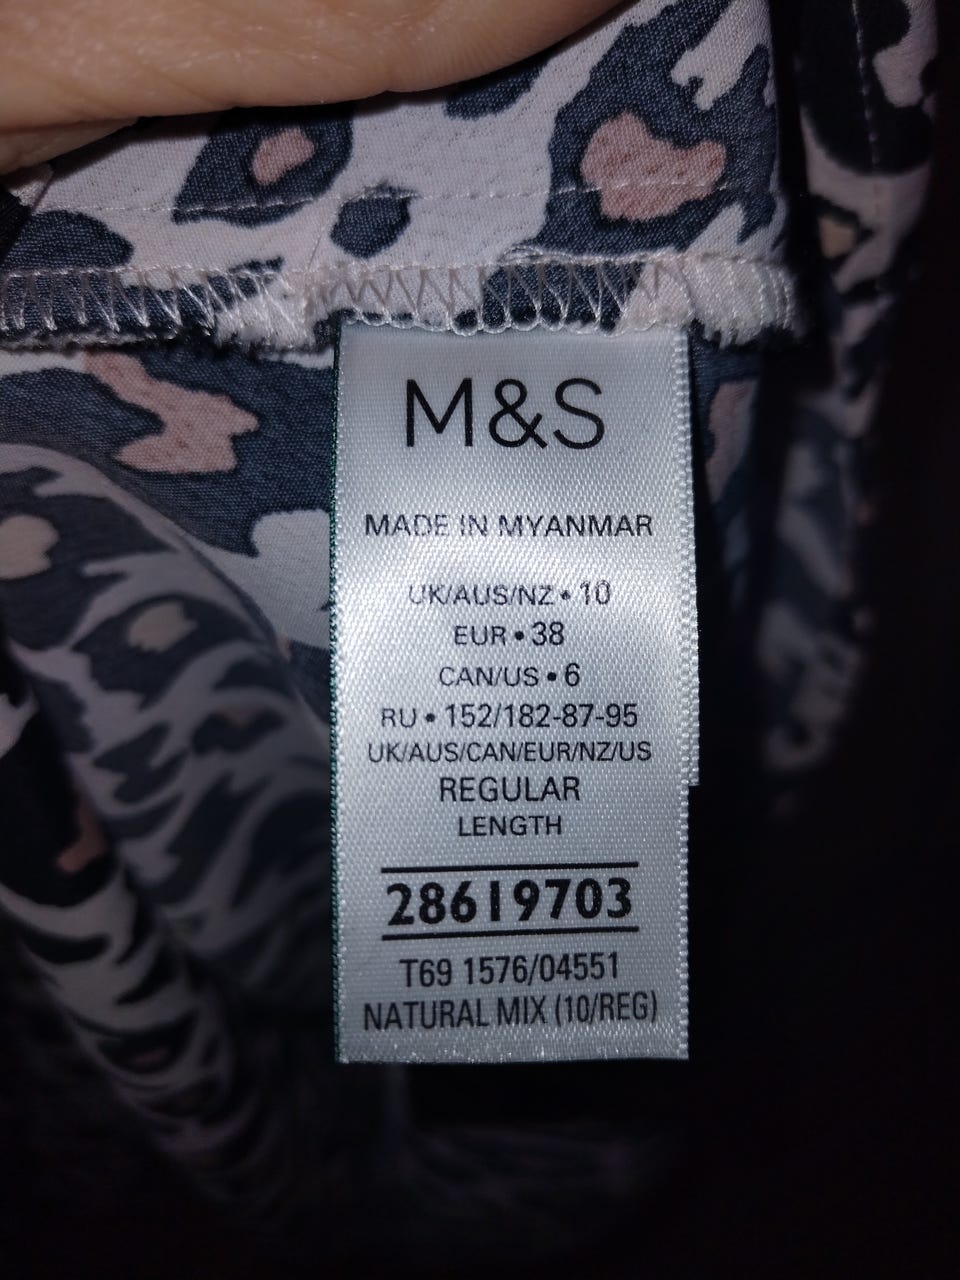 M&S
MADE IN MYANMAR
UK/AUS/NZ • 10
EUR • 38
CAN/US • 6
RU • 152/182-87-95
UK/AUS/CAN/EUR/NZ/US
REGULAR
LENGTH
28619703
T69 1576/04551
NATURAL MIX (10/REG)